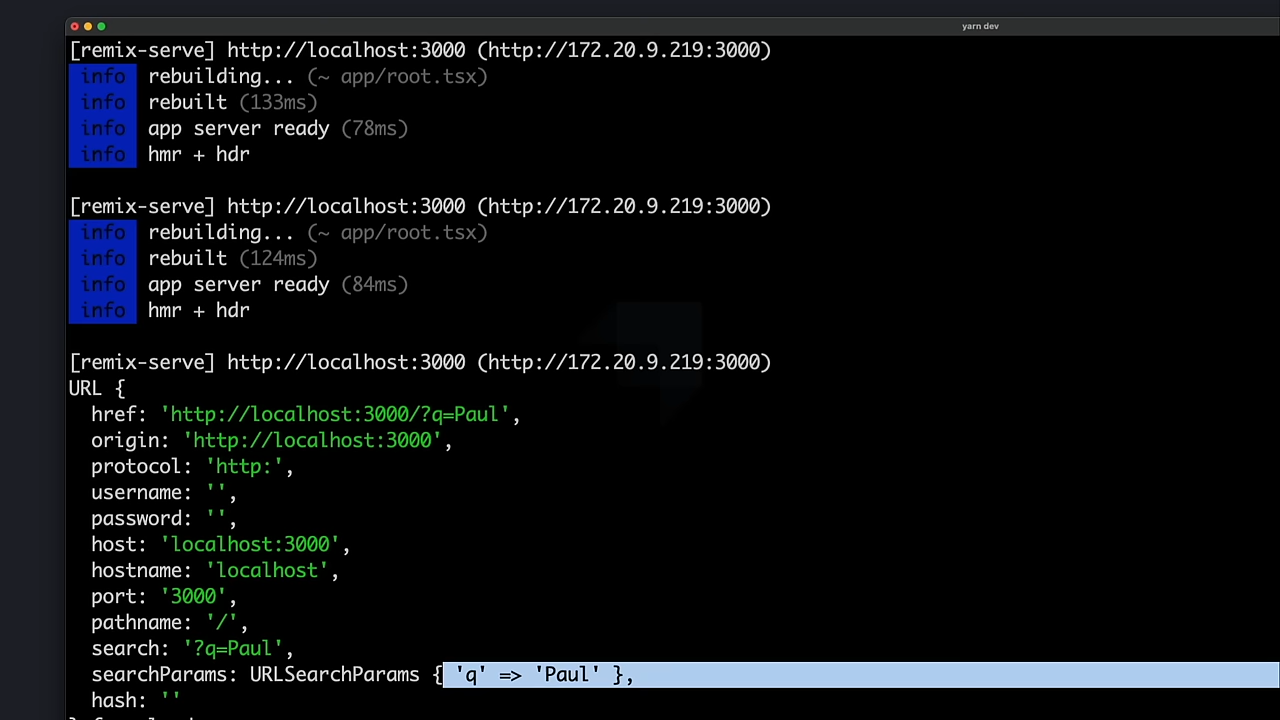 yarn dev
[remix-serve] http://localhost:3000 (http://172.20.9.219:3000)
info rebuilding... (~ app/root.tsx)
info rebuilt (133ms)
info app server ready (78ms)
info hmr + hdr
[remix-serve] http://localhost:3000 (http://172.20.9.219:3000)
info rebuilding... (~ app/root.tsx)
info rebuilt (124ms)
info app server ready (84ms)
info hmr + hdr
[remix-serve] http://localhost:3000 (http://172.20.9.219:3000)
URL {
href: 'http://localhost:3000/?q=Paul',
origin: 'http://localhost:3000',
protocol: 'http:',
username: '',
password: '',
host: 'localhost:3000',
hostname: 'localhost',
port: '3000',
pathname: '/',
search: '?q=Paul',
searchParams: URLSearchParams { 'q' => 'Paul' },
hash: ''